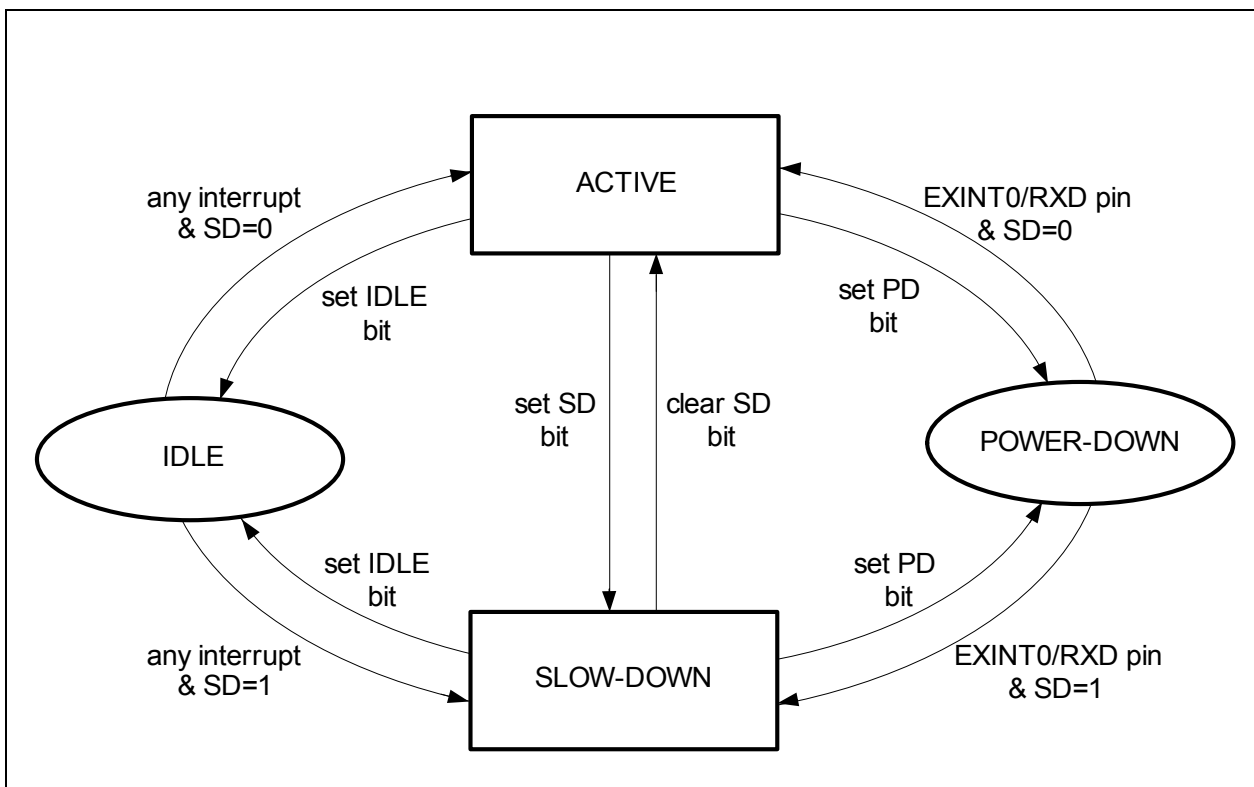 ACTIVE
any interrupt
& SD=0
EXINT0/RXD pin
& SD=0
set IDLE
bit
set PD
bit
set SD
bit
clear SD
bit
IDLE
POWER-DOWN
set IDLE
bit
set PD
bit
any interrupt
& SD=1
SLOW-DOWN
EXINT0/RXD pin
& SD=1